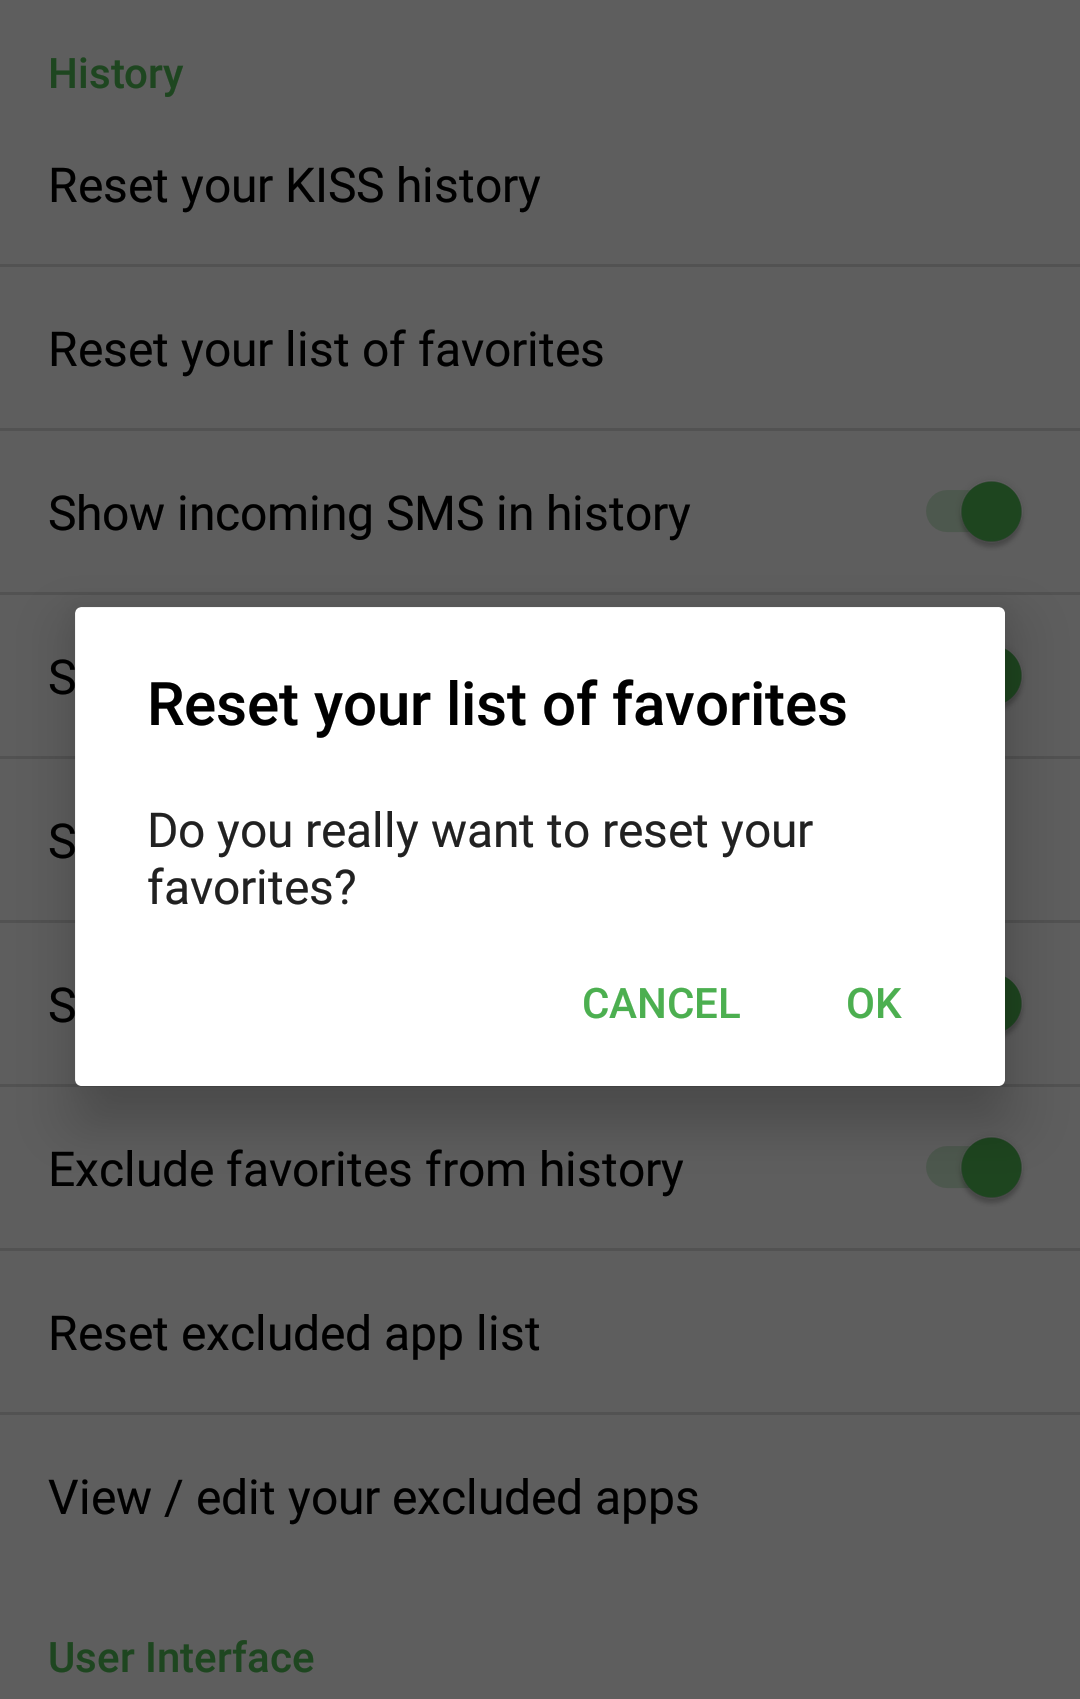 History
Reset your KISS history
Reset your list of favorites
Show incoming SMS in history
S
Reset your list of favorites
Do you really want to reset your
favorites?
S
CANCEL OK
S
Exclude favorites from history
Reset excluded app list
View / edit your excluded apps
User Interface